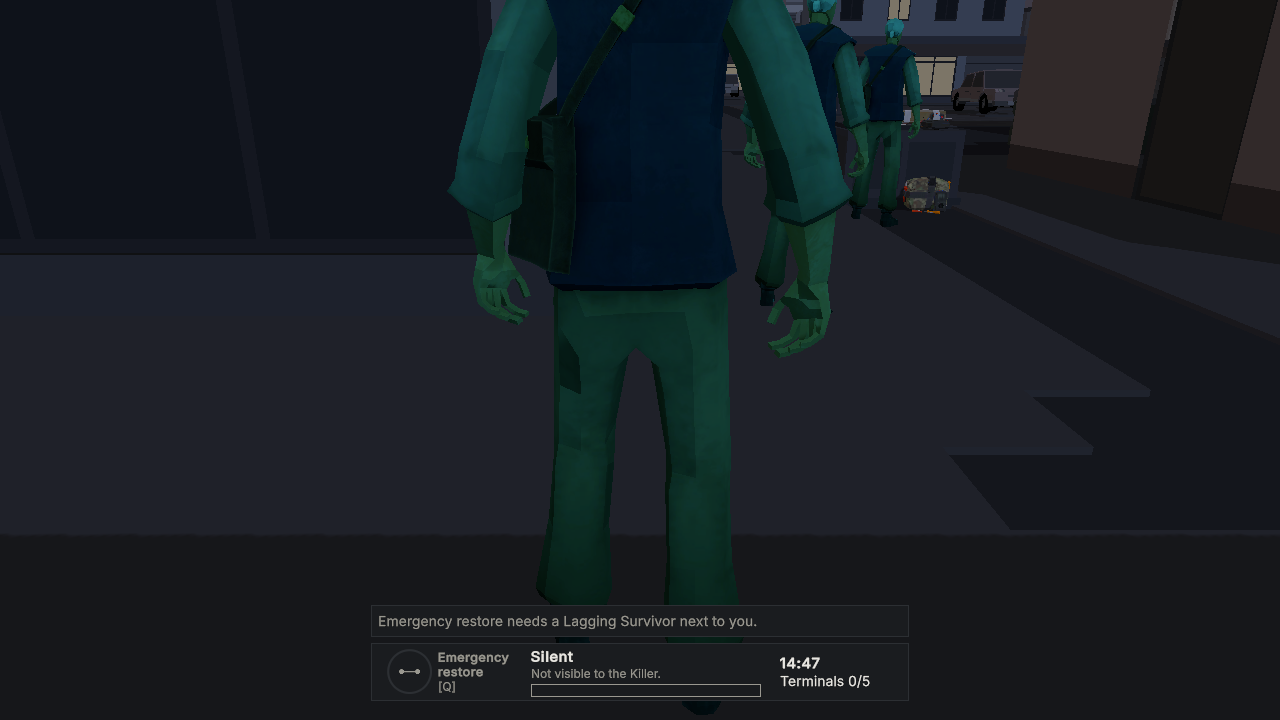 Emergency restore needs a Lagging Survivor next to you.
Emergency
restore
[Q]
Silent
Not visible to the Killer.
14:47
Terminals 0/5